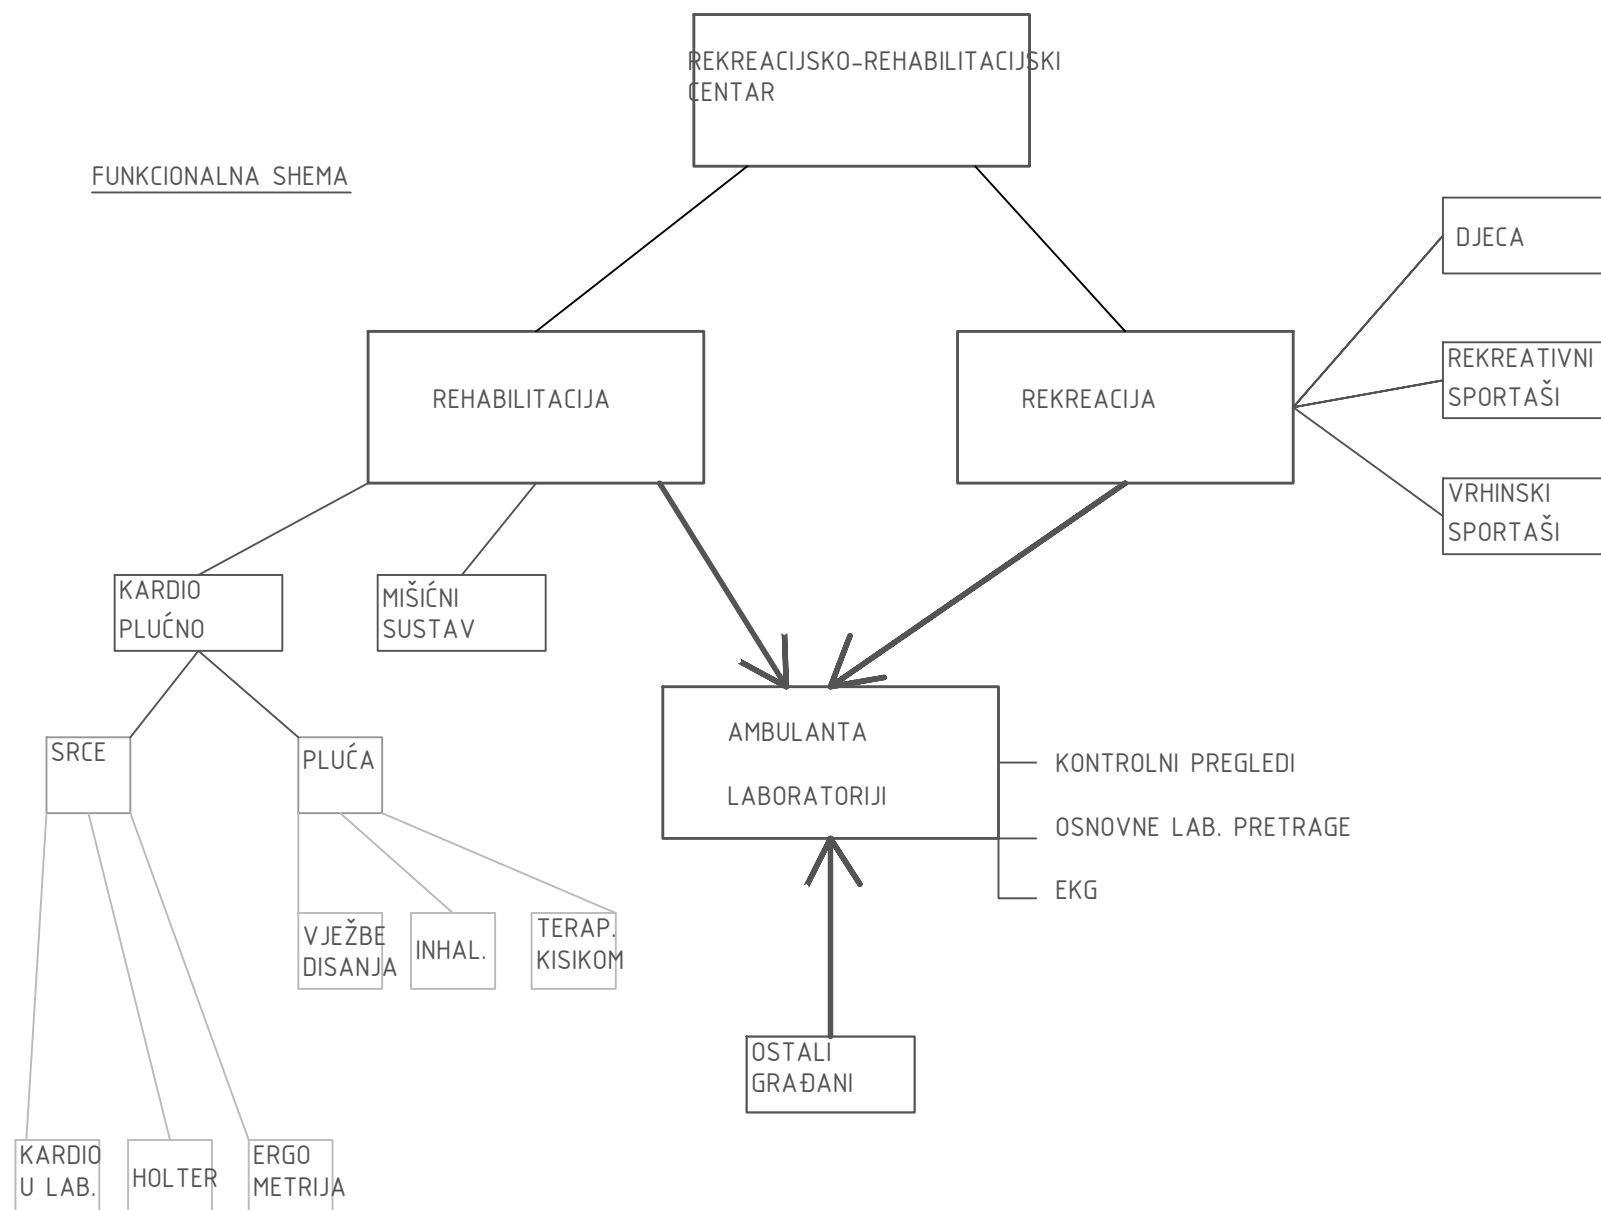 REKREACIJSKO-REHABILITACIJSKI
CENTAR
FUNKCIONALNA SHEMA
DJECA
REKREATIVNI
SPORTAŠI
VRHINSKI
SPORTAŠI
REHABILITACIJA
REKREACIJA
KARDIO
PLUĆNO
MIŠIĆNI
SUSTAV
SRCE
PLUĆA
AMBULANTA
LABORATORIJI
KONTROLNI PREGLEDI
OSNOVNE LAB. PRETRAGE
EKG
VJEŽBE
DISANJA
INHAL.
TERAP.
KISIKOM
OSTALI
GRAĐANI
KARDIO
U LAB.
HOLTER
ERGO
METRIJA